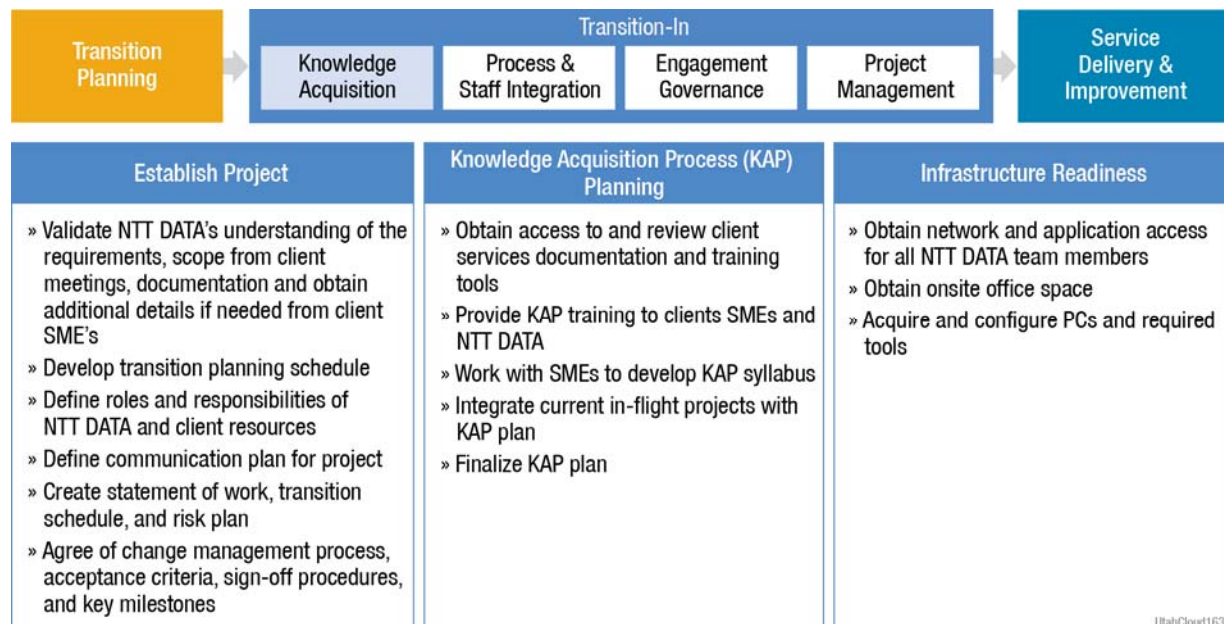 Transition
Planning
Transition-In
Knowledge
Acquisition
Process &
Staff Integration
Engagement
Governance
Project
Management
Service
Delivery &
Improvement
Establish Project
» Validate NTT DATA's understanding of the
requirements, scope from client
meetings, documentation and obtain
additional details if needed from client
SME's
» Develop transition planning schedule
» Define roles and responsibilities of
NTT DATA and client resources
» Define communication plan for project
» Create statement of work, transition
schedule, and risk plan
» Agree of change management process,
acceptance criteria, sign-off procedures,
and key milestones
Knowledge Acquisition Process (KAP)
Planning
» Obtain access to and review client
services documentation and training
tools
» Provide KAP training to clients SMEs and
NTT DATA
» Work with SMEs to develop KAP syllabus
» Integrate current in-flight projects with
KAP plan
» Finalize KAP plan
Infrastructure Readiness
» Obtain network and application access
for all NTT DATA team members
» Obtain onsite office space
» Acquire and configure PCs and required
tools
UtahCloud163